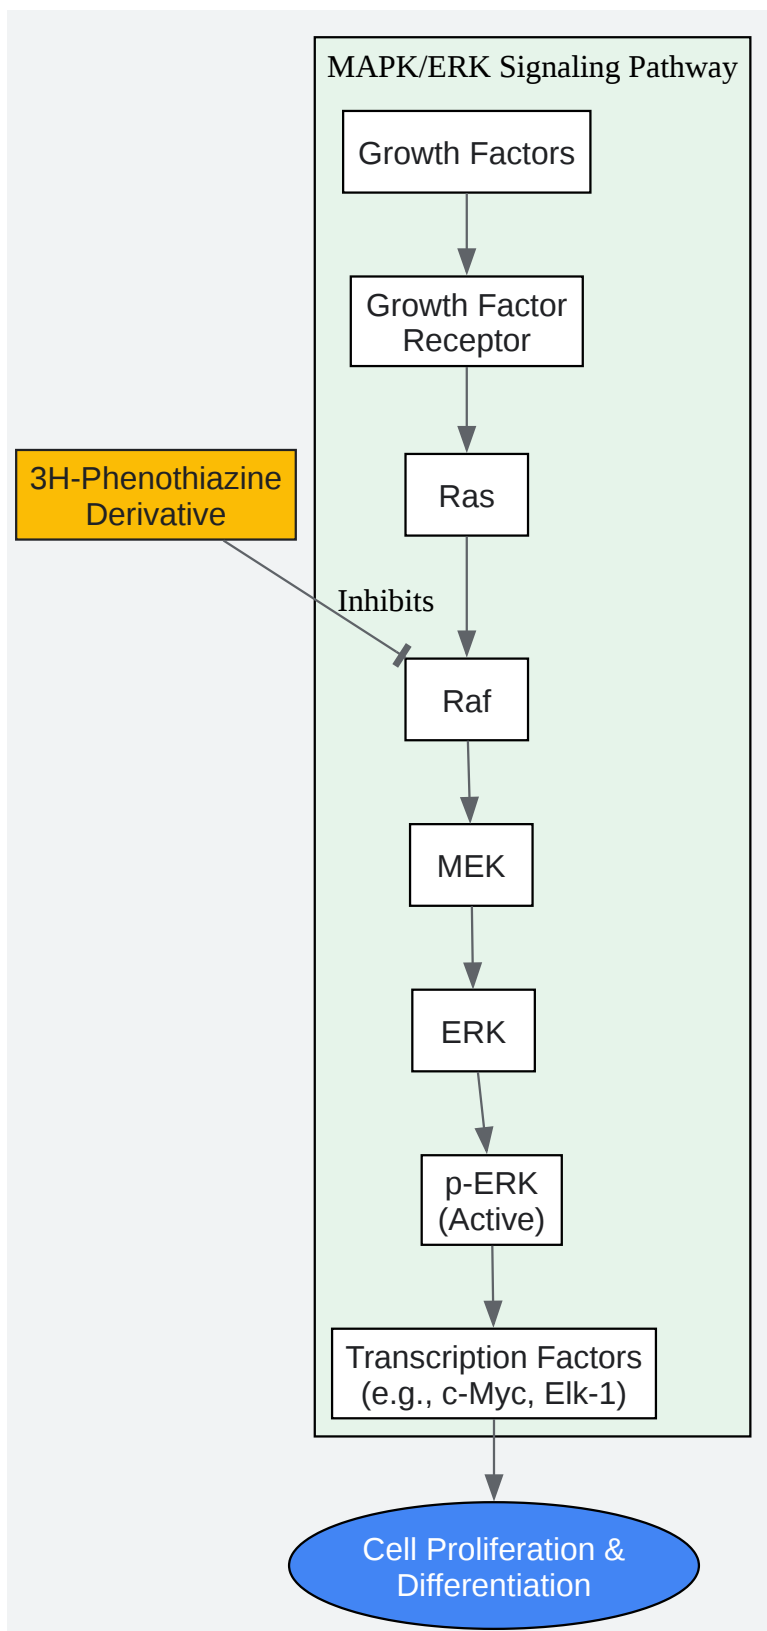 MAPK/ERK Signaling Pathway
Growth Factors
Growth Factor
Receptor
3H-Phenothiazine
Derivative
Ras
Inhibits
Raf
MEK
ERK
p-ERK
(Active)
Transcription Factors
(e.g., c-Myc, Elk-1)
Cell Proliferation &
Differentiation